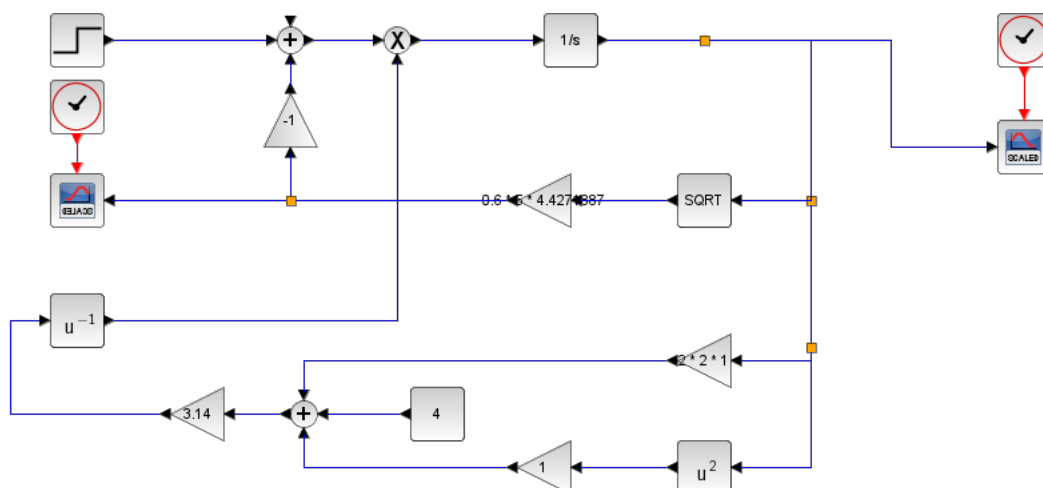 +
X
1/s
-1
SCALED
SCALED
SQRT
u⁻¹
2 * 2 * 1
3.14
+
4
1
u²